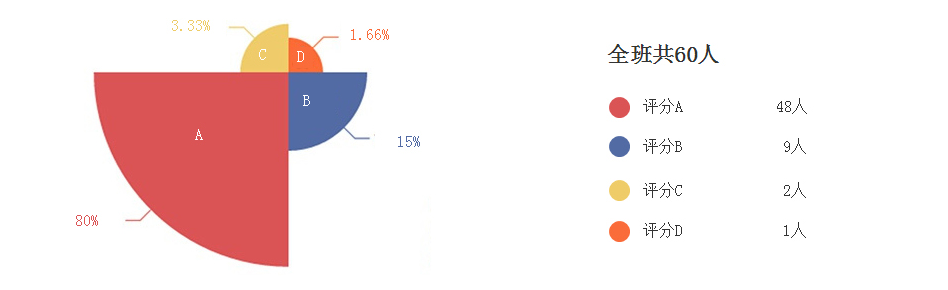 3.33%
1.66%
C
D
B
A
15%
80%
全班共60人
评分A 48人
评分B 9人
评分C 2人
评分D 1人